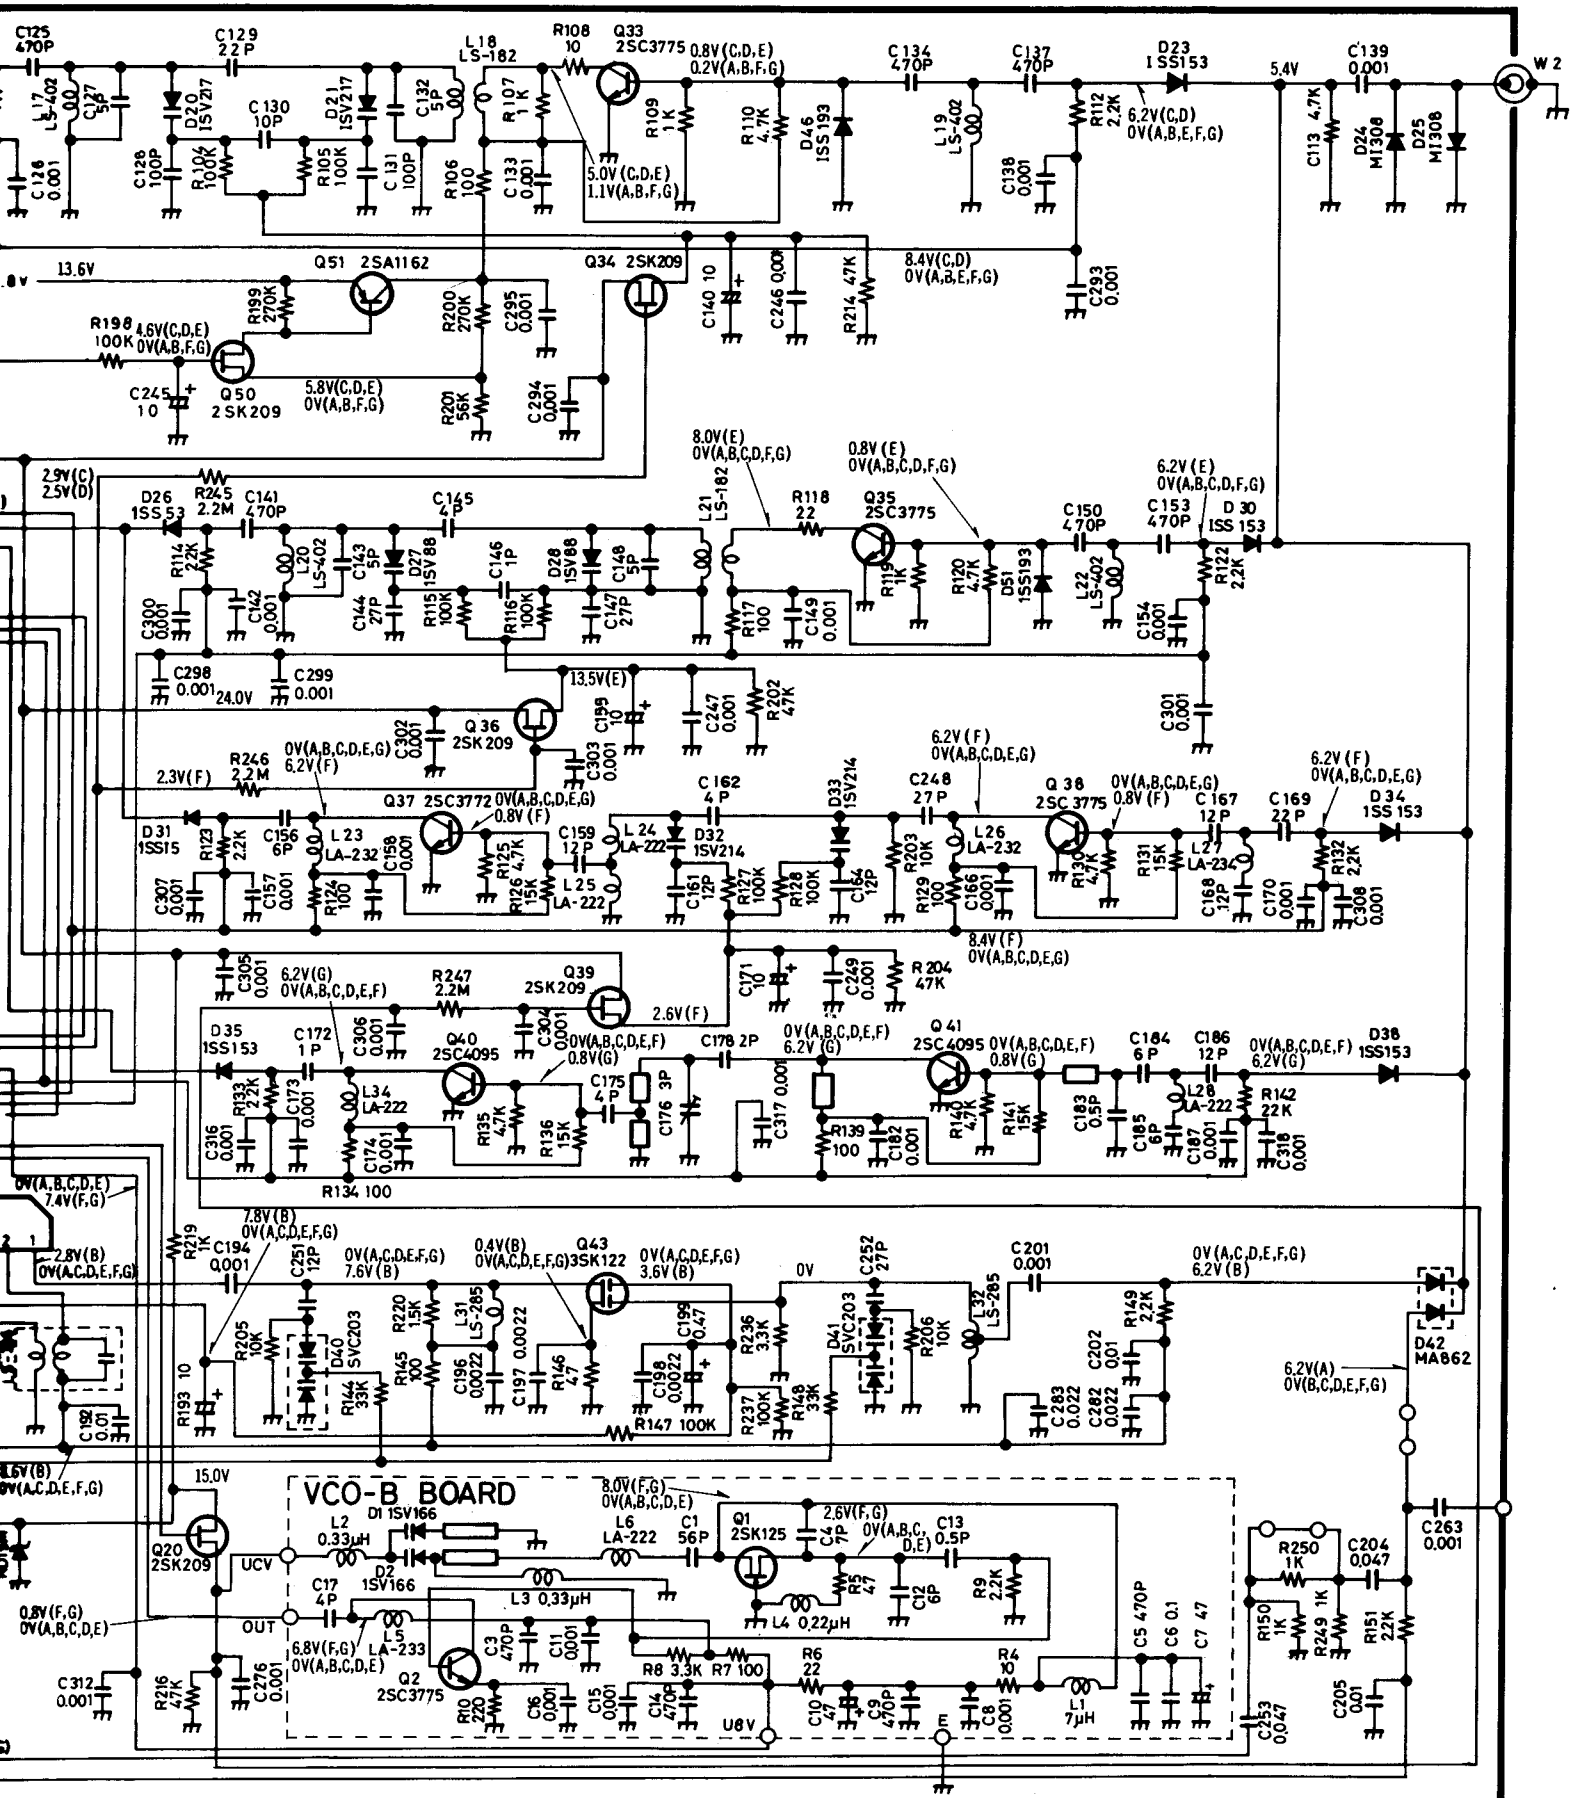 C125
470P
L17
LS-402
C127
5P
C126
0.001
D20
ISV217
C128
100P
C129
22P
C130
10P
R104
100K
R105
100K
D21
ISV217
C131
100P
C132
5P
L18
LS-182
R106
100
R107
1K
C133
0.001
R108
10
Q33
2SC3775
0.8V(C,D,E)
0.2V(A,B,F,G)
5.0V(C,D,E)
1.1V(A,B,F,G)
R109
1K
R110
4.7K
D46
ISS193
C134
470P
L19
LS-402
C137
470P
C138
0.001
R112
2.2K
D23
ISS153
6.2V(C,D)
0V(A,B,E,F,G)
5.4V
C139
0.001
C113 4.7K
D24
MI308
D25
MI308
W2
.8V
13.6V
Q51 2SA1162
R199
270K
R200
270K
C295
0.001
Q34 2SK209
C140 10
C246 0.001
R214 47K
8.4V(C,D)
0V(A,B,E,F,G)
C293
0.001
R198
100K
4.6V(C,D,E)
0V(A,B,F,G)
C245
10
Q50
2SK209
5.8V(C,D,E)
0V(A,B,F,G)
R201
56K
C294
0.001
2.9V(C)
2.5V(D)
D26
1SS53
R245
2.2M
C141
470P
R114
2.2K
C300
0.001
C142
0.001
L20
LS-402
C143
5P
D27
1SV88
C144
27P
C145
4P
R115
100K
C146
1P
R116
100K
D28
1SV88
C147
27P
C148
5P
L21
LS-182
8.0V(E)
0V(A,B,C,D,F,G)
R117
100
C149
0.001
R118
22
0.8V(E)
0V(A,B,C,D,F,G)
Q35
2SC3775
R119
1K
R120
4.7K
D51
1SS193
C150
470P
L22
LS-402
C153
470P
6.2V(E)
0V(A,B,C,D,F,G)
D30
ISS153
R122
2.2K
C154
0.001
C301
0.001
C298
0.001
C299
0.001
24.0V
13.5V(E)
C302
0.001
Q36
2SK209
C303
0.001
10
C247
0.001
R202
47K
2.3V(F)
R246
2.2M
0V(A,B,C,D,E,G)
6.2V(F)
D31
1SS15
R123
2.2K
C307
0.001
C157
0.001
C156
6P
L23
LA-232
R124
100
C158
0.001
Q37 2SC3772
0V(A,B,C,D,E,G)
0.8V(F)
R125
4.7K
R126
15K
C159
12P
L24
LA-222
L25
LA-222
D32
1SV214
C161
12P
C162
4P
R127
100K
R128
100K
D33
1SV214
C164
12P
R203
10K
C248
27P
6.2V(F)
0V(A,B,C,D,E,G)
L26
LA-232
R129
100
C166
0.001
Q38
2SC3775
0V(A,B,C,D,E,G)
0.8V(F)
R130
4.7K
R131
15K
C167
12P
L27
LA-234
C168
12P
C169
22P
C170
0.001
6.2V(F)
0V(A,B,C,D,E,G)
D34
1SS153
R132
2.2K
C308
0.001
8.4V(F)
0V(A,B,C,D,E,G)
C305
0.001
6.2V(G)
0V(A,B,C,D,E,F)
R247
2.2M
C306
0.001
C304
0.001
Q39
2SK209
2.6V(F)
C171
10
C249
0.001
R204
47K
D35
1SS153
C172
1P
R133
2.2K
C316
0.001
C173
0.001
L34
LA-222
C174
0.001
R134 100
Q40
2SC4095
0V(A,B,C,D,E,F)
0.8V(G)
R135
4.7K
R136
15K
C175
4P
C176
3P
C178 2P
C317 0.001
0V(A,B,C,D,E,F)
6.2V(G)
R139
100
C182
0.001
Q41
2SC4095
0V(A,B,C,D,E,F)
0.8V(G)
R140
4.7K
R141
15K
C183
0.5P
C184
6P
C185
6P
L28
LA-222
C186
12P
C187
0.001
0V(A,B,C,D,E,F)
6.2V(G)
R142
22K
C318
0.001
D38
1SS153
0V(A,B,C,D,E)
7.4V(F,G)
2
1
2.8V(B)
0V(A,C,D,E,F,G)
R219
1K
7.8V(B)
0V(A,C,D,E,F,G)
C194
0.001
C251
12P
R205
10K
R193 10
C192
0.01
0V(A,C,D,E,F,G)
7.6V(B)
D40
SVC203
R144
33K
R220
1.5K
R145
100
L31
LS-285
C196
0.0022
C197 0.0022
0.4V(B)
0V(A,C,D,E,F,G)
Q43
3SK122
0V(A,C,D,E,F,G)
3.6V(B)
R146
47
C198
0.0022
C199
0.47
R147 100K
R236
3.3K
R237
100K
R148
33K
0V
C252
27P
D41
SVC203
R206
10K
L32
LS-285
C201
0.001
C283
0.022
C282
0.022
C202
0.01
R149
2.2K
0V(A,C,D,E,F,G)
6.2V(B)
D42
MA862
6.2V(A)
0V(B,C,D,E,F,G)
0V(A,C,D,E,F,G)
15.0V
Q20
2SK209
UCV
0.8V(F,G)
0V(A,B,C,D,E)
OUT
C312
0.001
R216
47K
C276
0.001
VCO-B BOARD
L2
0.33μH
D1 1SV166
D2
1SV166
L3 0.33μH
L6
LA-222
C1
56P
8.0V(F,G)
0V(A,B,C,D,E)
Q1
2SK125
C4
7P
2.6V(F,G)
0V(A,B,C,
D,E)
R5
47
L4 0.22μH
C12
6P
C13
0.5P
R9
2.2K
C17
4P
L5
LA-233
6.8V(F,G)
0V(A,B,C,D,E)
Q2
2SC3775
C3
470P
C11
0.001
R10
220
C16
0.001
C15
0.001
C14
470P
R8 3.3K
R7 100
U8V
R6
22
C10
47
C9
470P
E
C8
0.001
R4
10
L1
7μH
C5 470P
C6 0.1
C7 47
C263
0.001
R250
1K
C204
0.047
R150
1K
R249 1K
R151
2.2K
C253
0.047
C205
0.01